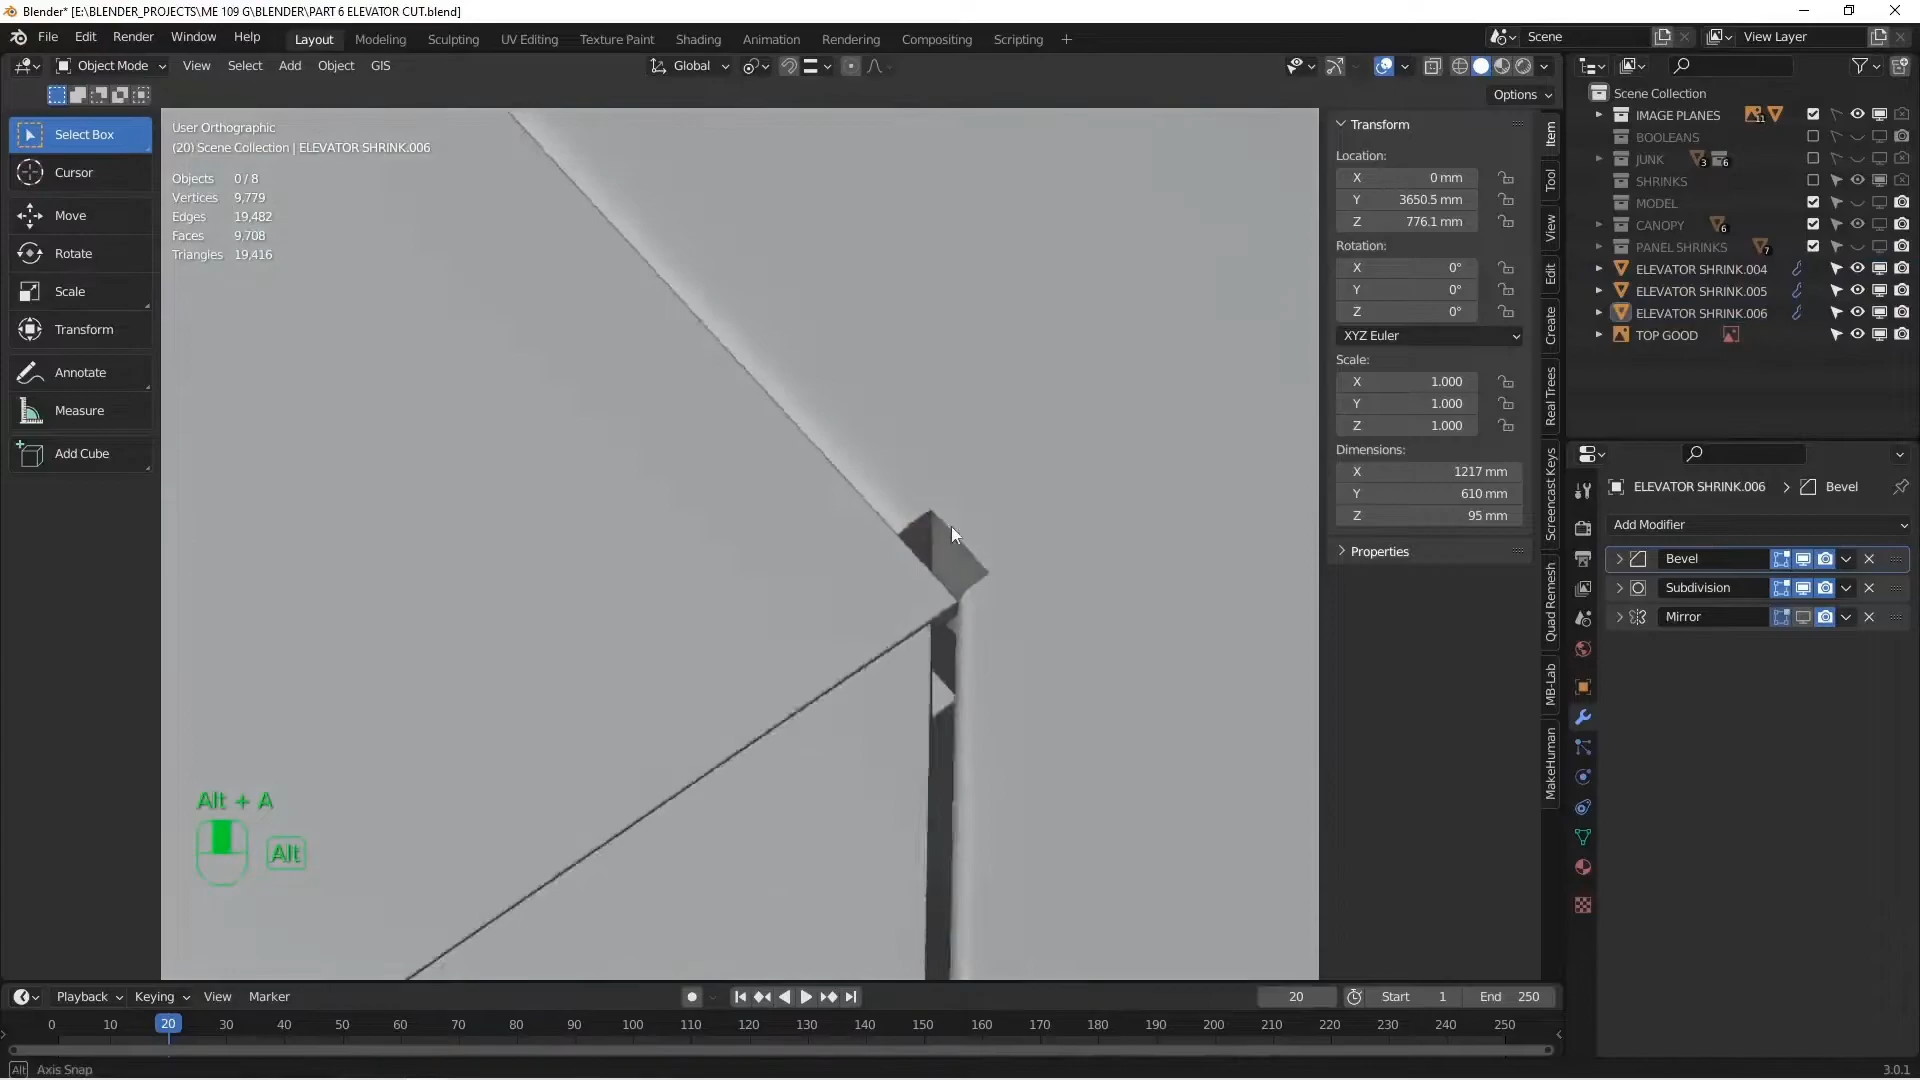 Blender* [E:\BLENDER_PROJECTS\ME 109 G\BLENDER\PART 6 ELEVATOR CUT.blend]
File Edit Render Window Help Layout Modeling Sculpting UV Editing Texture Paint Shading Animation Rendering Compositing Scripting + Scene View Layer
Object Mode View Select Add Object GIS Global
Options
Select Box
Cursor
Move
Rotate
Scale
Transform
Annotate
Measure
Add Cube
User Orthographic
(20) Scene Collection | ELEVATOR SHRINK.006
Objects 0 / 8
Vertices 9,779
Edges 19,482
Faces 9,708
Triangles 19,416
Alt + A
Alt
Transform
Location:
X 0 mm
Y 3650.5 mm
Z 776.1 mm
Rotation:
X 0°
Y 0°
Z 0°
XYZ Euler
Scale:
X 1.000
Y 1.000
Z 1.000
Dimensions:
X 1217 mm
Y 610 mm
Z 95 mm
Properties
Item
Tool
View
Edit
Create
Real Trees
Screencast Keys
Quad Remesh
MB-Lab
MakeHuman
Scene Collection
IMAGE PLANES 11
BOOLEANS
JUNK 3 6
SHRINKS
MODEL
CANOPY 6
PANEL SHRINKS 7
ELEVATOR SHRINK.004
ELEVATOR SHRINK.005
ELEVATOR SHRINK.006
TOP GOOD
ELEVATOR SHRINK.006 > Bevel
Add Modifier
Bevel
Subdivision
Mirror
Playback Keying View Marker 20 Start 1 End 250
0 10 20 30 40 50 60 70 80 90 100 110 120 130 140 150 160 170 180 190 200 210 220 230 240 250
Alt Axis Snap 3.0.1